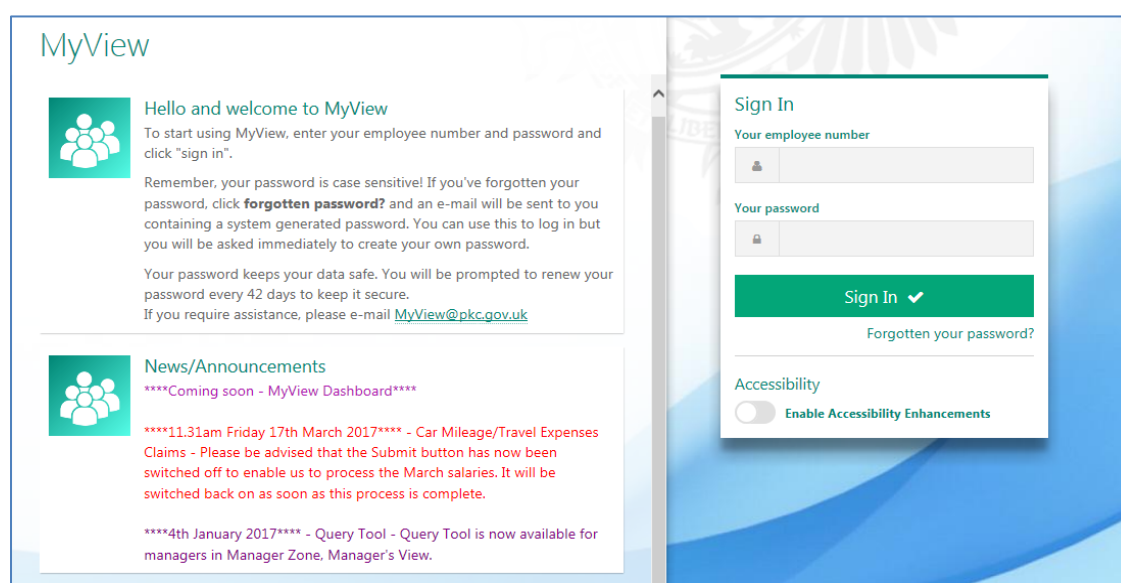 MyView
Hello and welcome to MyView
To start using MyView, enter your employee number and password and
click "sign in".
Remember, your password is case sensitive! If you've forgotten your
password, click forgotten password? and an e-mail will be sent to you
containing a system generated password. You can use this to log in but
you will be asked immediately to create your own password.
Your password keeps your data safe. You will be prompted to renew your
password every 42 days to keep it secure.
If you require assistance, please e-mail MyView@pkc.gov.uk
News/Announcements
****Coming soon - MyView Dashboard****
****11.31am Friday 17th March 2017**** - Car Mileage/Travel Expenses
Claims - Please be advised that the Submit button has now been
switched off to enable us to process the March salaries. It will be
switched back on as soon as this process is complete.
****4th January 2017**** - Query Tool - Query Tool is now available for
managers in Manager Zone, Manager's View.
Sign In
Your employee number
Your password
Sign In
Forgotten your password?
Accessibility
Enable Accessibility Enhancements